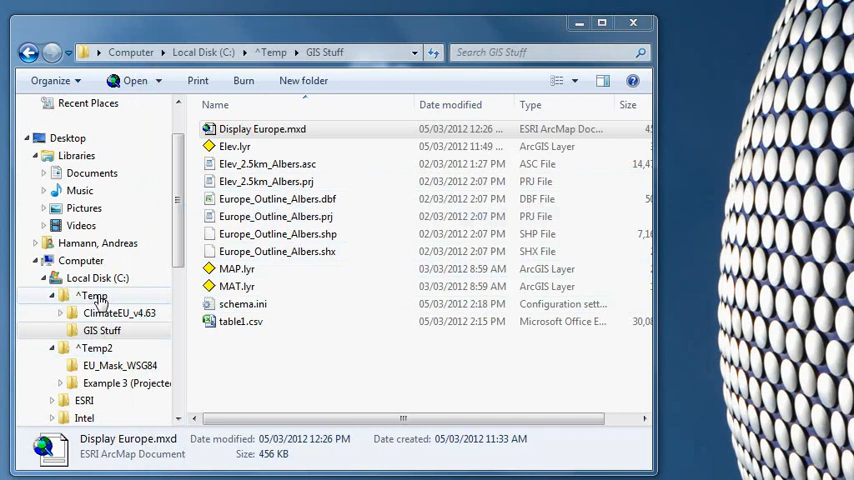 Computer Local Disk (C:) ^Temp GIS Stuff Search GIS Stuff
Organize Open Print Burn New folder
Recent Places
Desktop
Libraries
Documents
Music
Pictures
Videos
Hamann, Andreas
Computer
Local Disk (C:)
^Temp
ClimateEU_v4.63
GIS Stuff
^Temp2
EU_Mask_WSG84
Example 3 (Projecte
ESRI
Intel
Name Date modified Type Size
Display Europe.mxd 05/03/2012 12:26 ... ESRI ArcMap Doc... 45
Elev.lyr 05/03/2012 11:49 ... ArcGIS Layer
Elev_2.5km_Albers.asc 02/03/2012 1:27 PM ASC File 14,47
Elev_2.5km_Albers.prj 02/03/2012 2:07 PM PRJ File
Europe_Outline_Albers.dbf 02/03/2012 2:07 PM DBF File 50
Europe_Outline_Albers.prj 02/03/2012 2:07 PM PRJ File
Europe_Outline_Albers.shp 02/03/2012 2:07 PM SHP File 7,16
Europe_Outline_Albers.shx 02/03/2012 2:07 PM SHX File
MAP.lyr 03/03/2012 8:59 AM ArcGIS Layer
MAT.lyr 03/03/2012 8:59 AM ArcGIS Layer
schema.ini 02/03/2012 2:18 PM Configuration sett...
table1.csv 02/03/2012 2:15 PM Microsoft Office E... 30,08
Display Europe.mxd Date modified: 05/03/2012 12:26 PM Date created: 05/03/2012 11:33 AM
ESRI ArcMap Document Size: 456 KB